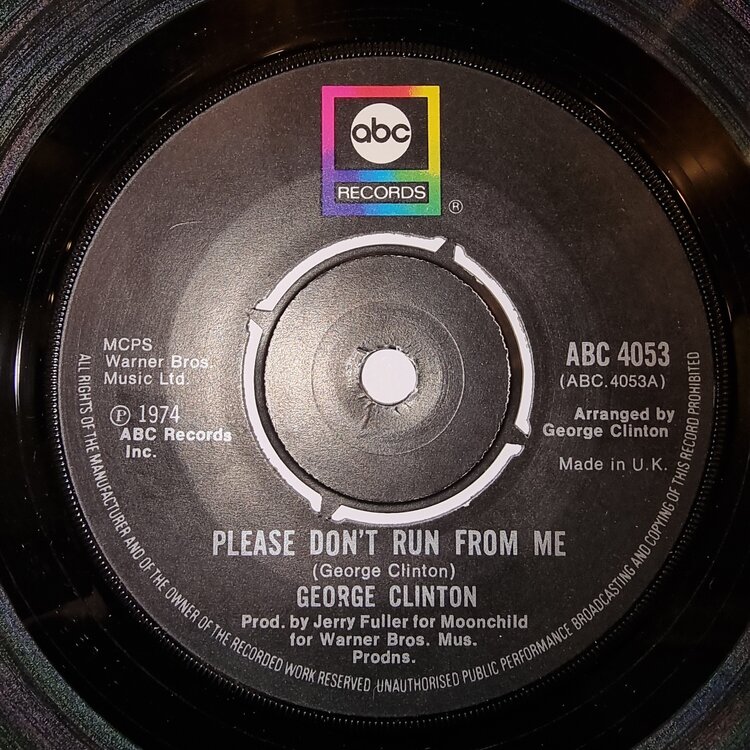 abc
RECORDS
®
MCPS
Warner Bros.
Music Ltd.
℗ 1974
ABC Records
Inc.
ABC 4053
(ABC.4053A)
Arranged by
George Clinton
Made in U.K.
PLEASE DON'T RUN FROM ME
(George Clinton)
GEORGE CLINTON
Prod. by Jerry Fuller for Moonchild
for Warner Bros. Mus.
Prodns.
ALL RIGHTS OF THE MANUFACTURER AND OF THE OWNER OF THE RECORDED WORK RESERVED UNAUTHORISED PUBLIC PERFORMANCE BROADCASTING AND COPYING OF THIS RECORD PROHIBITED